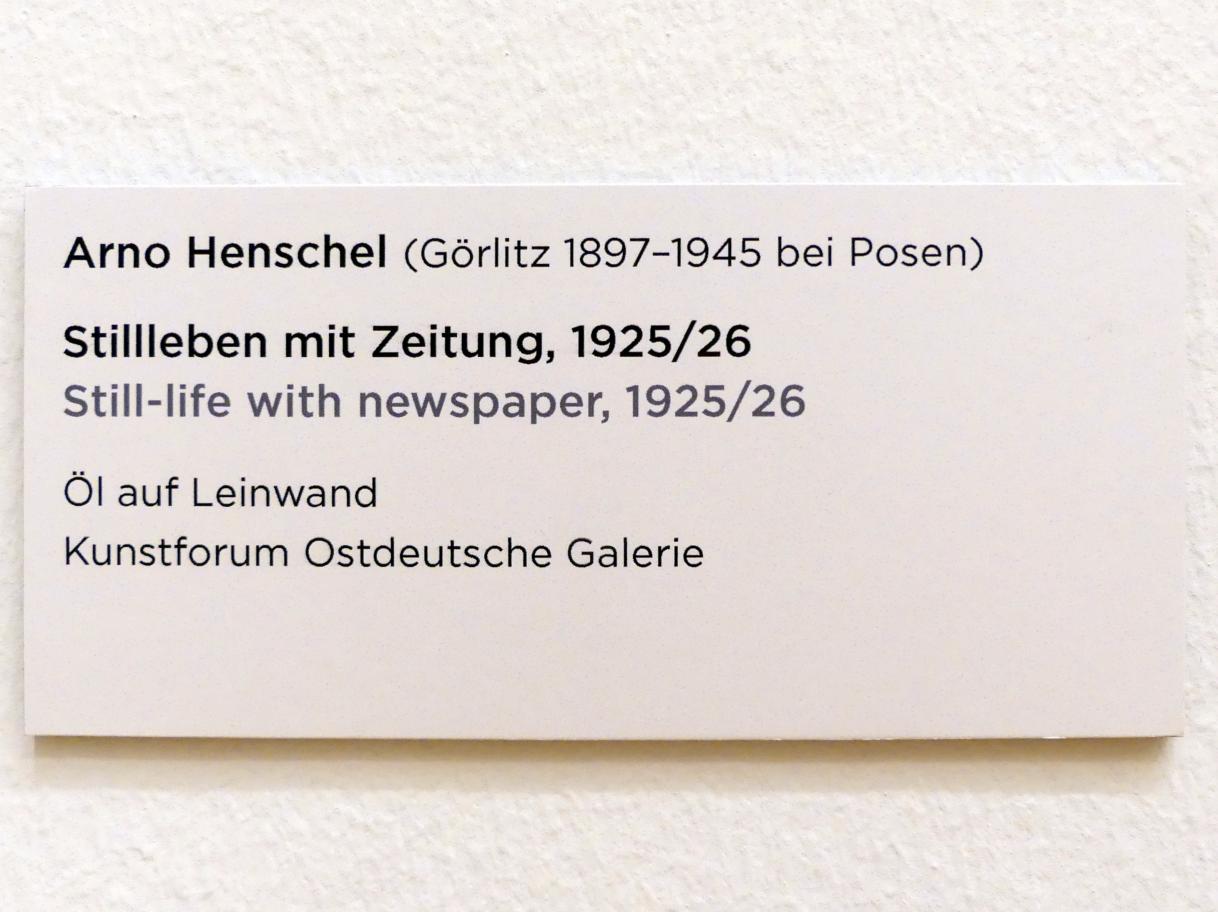 Arno Henschel (Görlitz 1897–1945 bei Posen)
Stillleben mit Zeitung, 1925/26
Still-life with newspaper, 1925/26
Öl auf Leinwand
Kunstforum Ostdeutsche Galerie